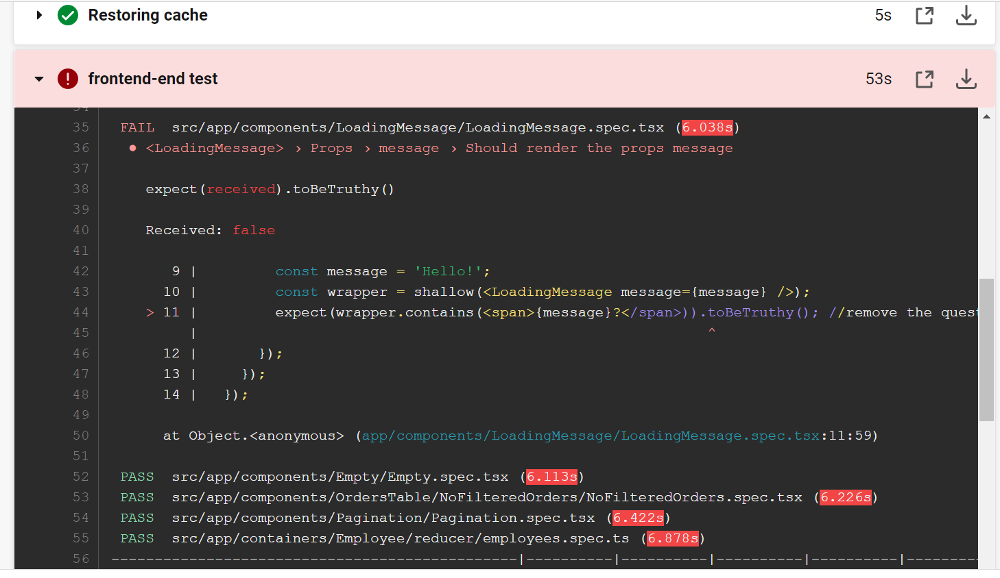 Restoring cache 5s
frontend-end test 53s
35 FAIL src/app/components/LoadingMessage/LoadingMessage.spec.tsx (6.038s)
36 ● <LoadingMessage> › Props › message › Should render the props message
37
38 expect(received).toBeTruthy()
39
40 Received: false
41
42 9 | const message = 'Hello!';
43 10 | const wrapper = shallow(<LoadingMessage message={message} />);
44 > 11 | expect(wrapper.contains(<span>{message}?</span>)).toBeTruthy(); //remove the quest
45 | ^
46 12 | });
47 13 | });
48 14 | });
49
50 at Object.<anonymous> (app/components/LoadingMessage/LoadingMessage.spec.tsx:11:59)
51
52 PASS src/app/components/Empty/Empty.spec.tsx (6.113s)
53 PASS src/app/components/OrdersTable/NoFilteredOrders/NoFilteredOrders.spec.tsx (6.226s)
54 PASS src/app/components/Pagination/Pagination.spec.tsx (6.422s)
55 PASS src/app/containers/Employee/reducer/employees.spec.ts (6.878s)
56 -----------------------------------------------|----------|----------|----------|----------|---------